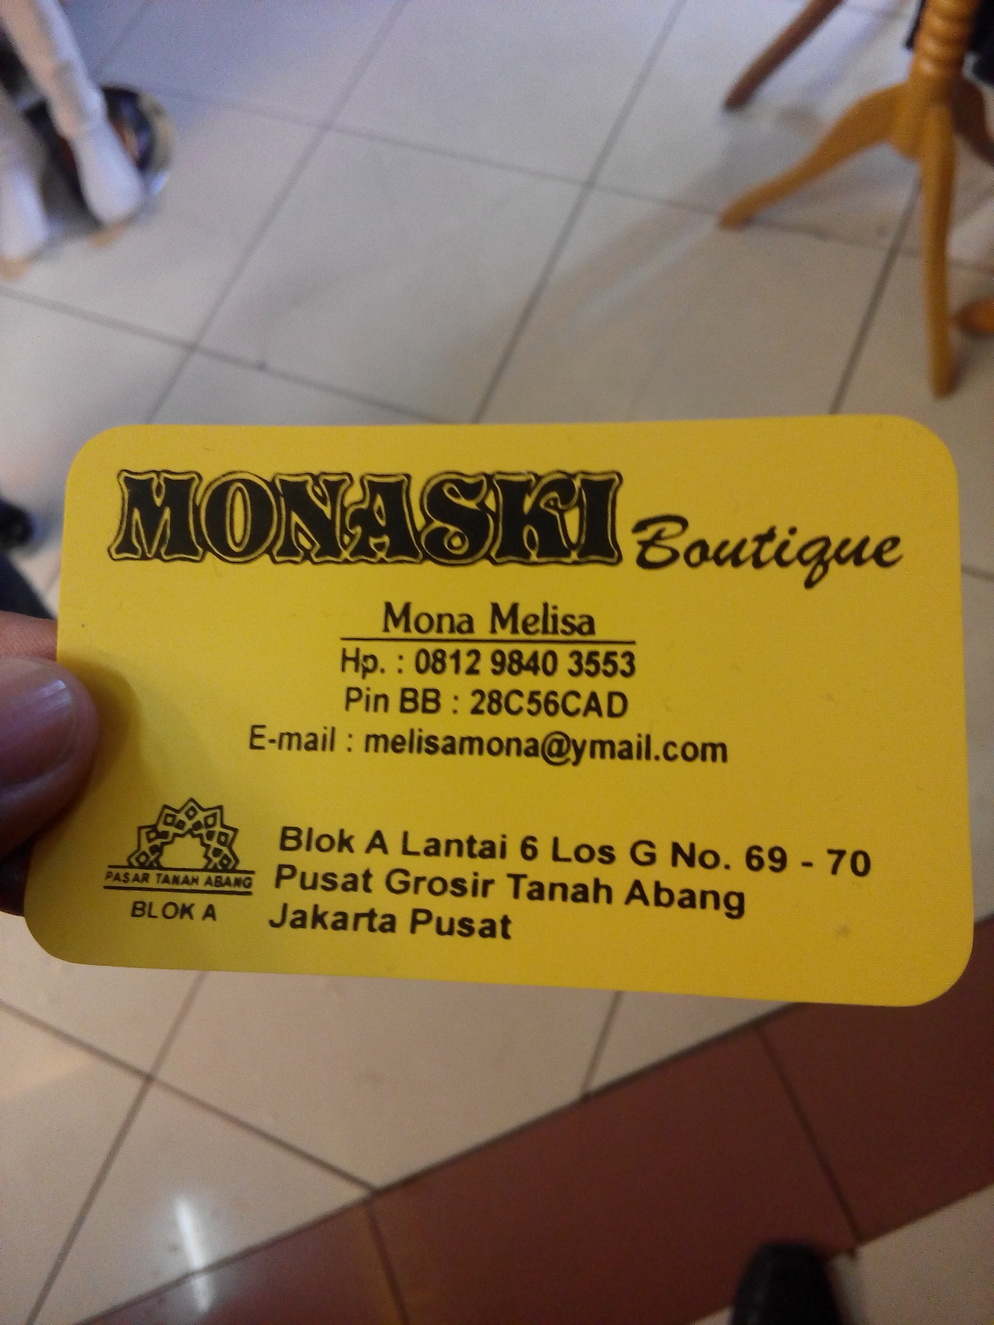 MONASKI Boutique
Mona Melisa
Hp. : 0812 9840 3553
Pin BB : 28C56CAD
E-mail : melisamona@ymail.com
PASAR TANAH ABANG
BLOK A
Blok A Lantai 6 Los G No. 69 - 70
Pusat Grosir Tanah Abang
Jakarta Pusat